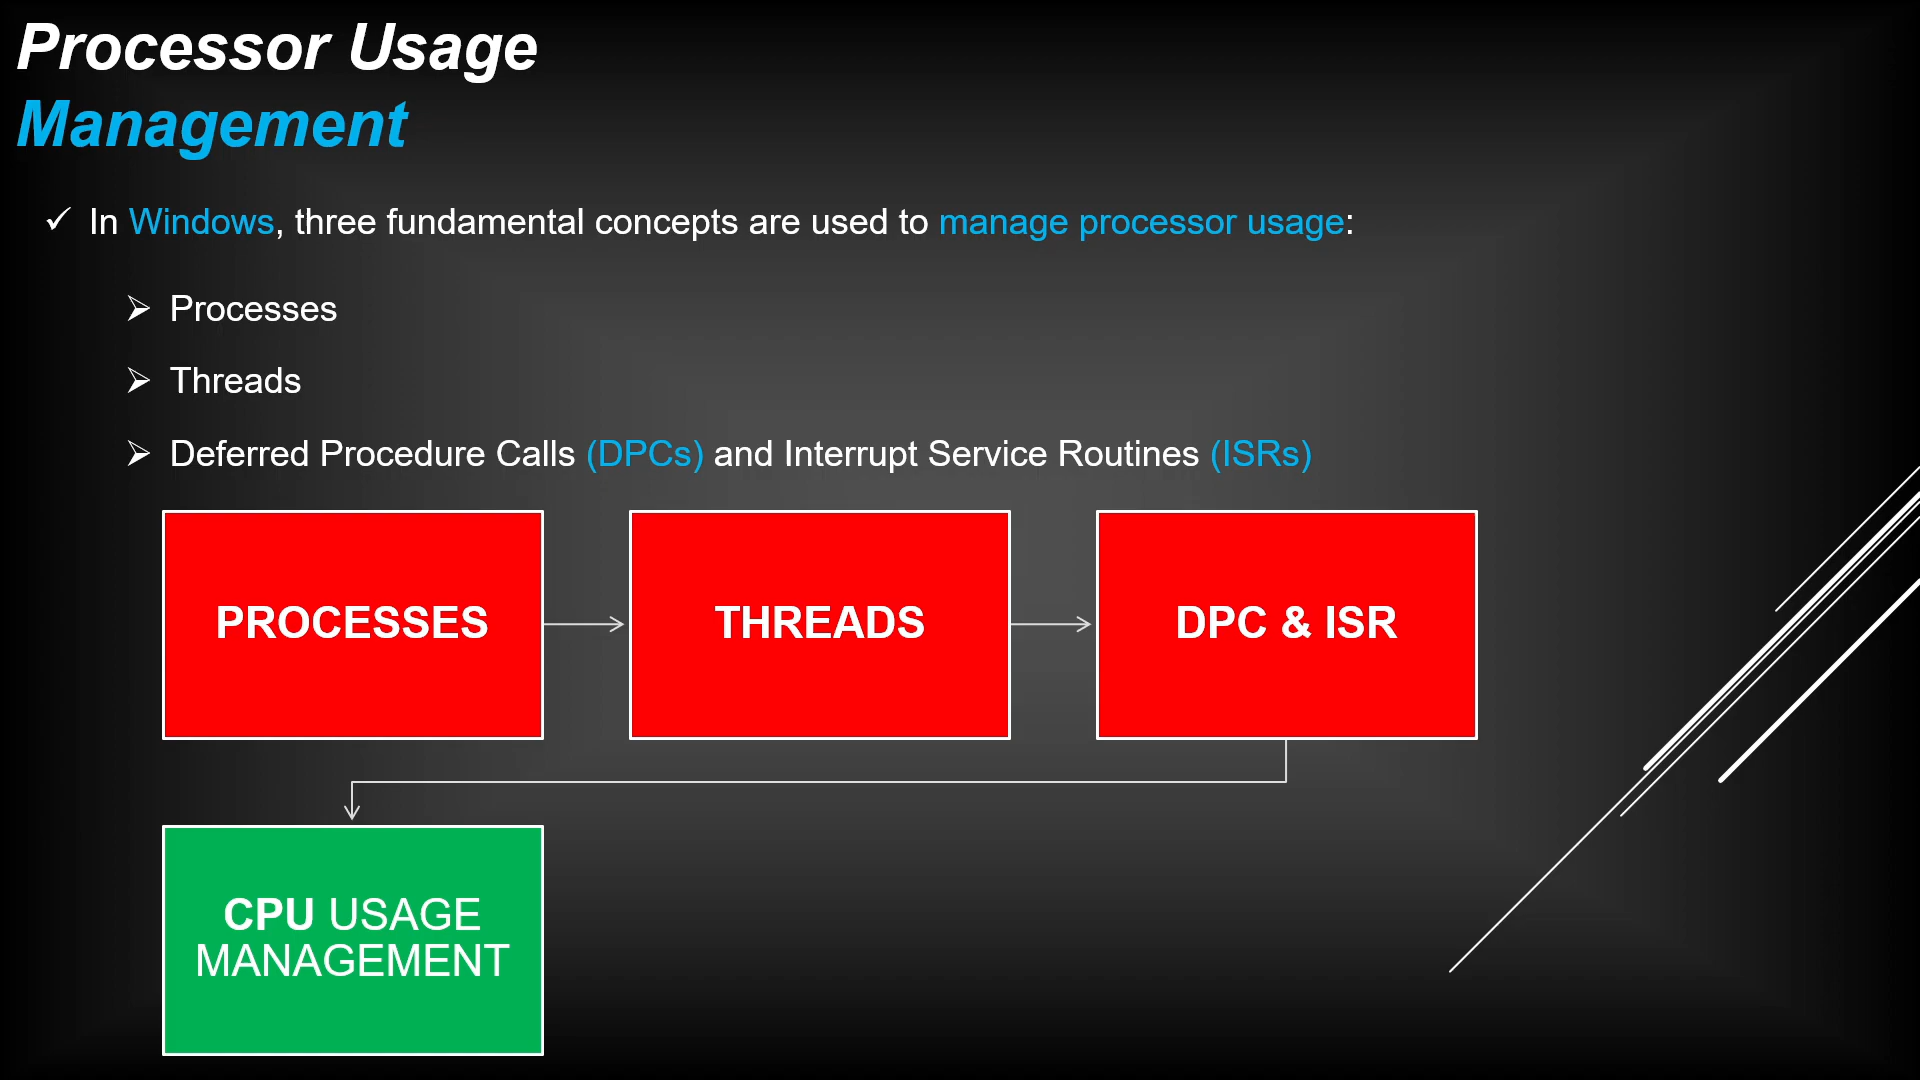 Processor Usage
Management
✓ In Windows, three fundamental concepts are used to manage processor usage:
➢ Processes
➢ Threads
➢ Deferred Procedure Calls (DPCs) and Interrupt Service Routines (ISRs)
PROCESSES
THREADS
DPC & ISR
CPU USAGE
MANAGEMENT